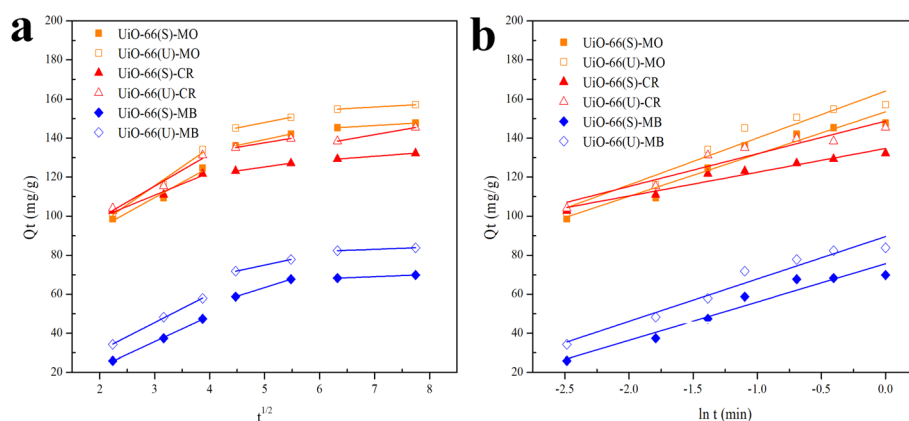 a
UiO-66(S)-MO
UiO-66(U)-MO
UiO-66(S)-CR
UiO-66(U)-CR
UiO-66(S)-MB
UiO-66(U)-MB
Qt (mg/g)
200
180
160
140
120
100
80
60
40
20
2
3
4
5
6
7
8
t^1/2
b
UiO-66(S)-MO
UiO-66(U)-MO
UiO-66(S)-CR
UiO-66(U)-CR
UiO-66(S)-MB
UiO-66(U)-MB
Qt (mg/g)
200
180
160
140
120
100
80
60
40
20
-2.5
-2.0
-1.5
-1.0
-0.5
0.0
ln t (min)